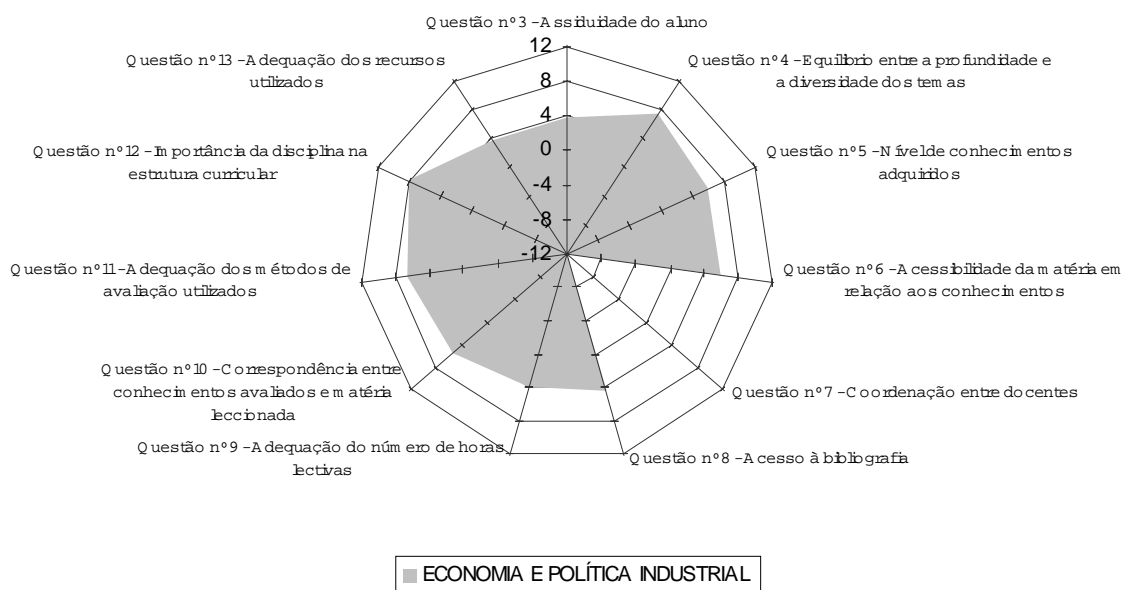 Questão nº3 - Assiduidade do aluno
12
8
4
0
-4
-8
-12
Questão nº4 - Equilíbrio entre a profundidade e
a diversidade dos temas
Questão nº5 - Nível de conhecimentos
adquiridos
Questão nº6 - Acessibilidade da matéria em
relação aos conhecimentos
Questão nº7 - Coordenação entre docentes
Questão nº8 - Acesso à bibliografia
Questão nº9 - Adequação do número de horas
lectivas
Questão nº10 - Correspondência entre
conhecimentos avaliados e matéria
leccionada
Questão nº11 - Adequação dos métodos de
avaliação utilizados
Questão nº12 - Importância da disciplina na
estrutura curricular
Questão nº13 - Adequação dos recursos
utilizados
ECONOMIA E POLÍTICA INDUSTRIAL